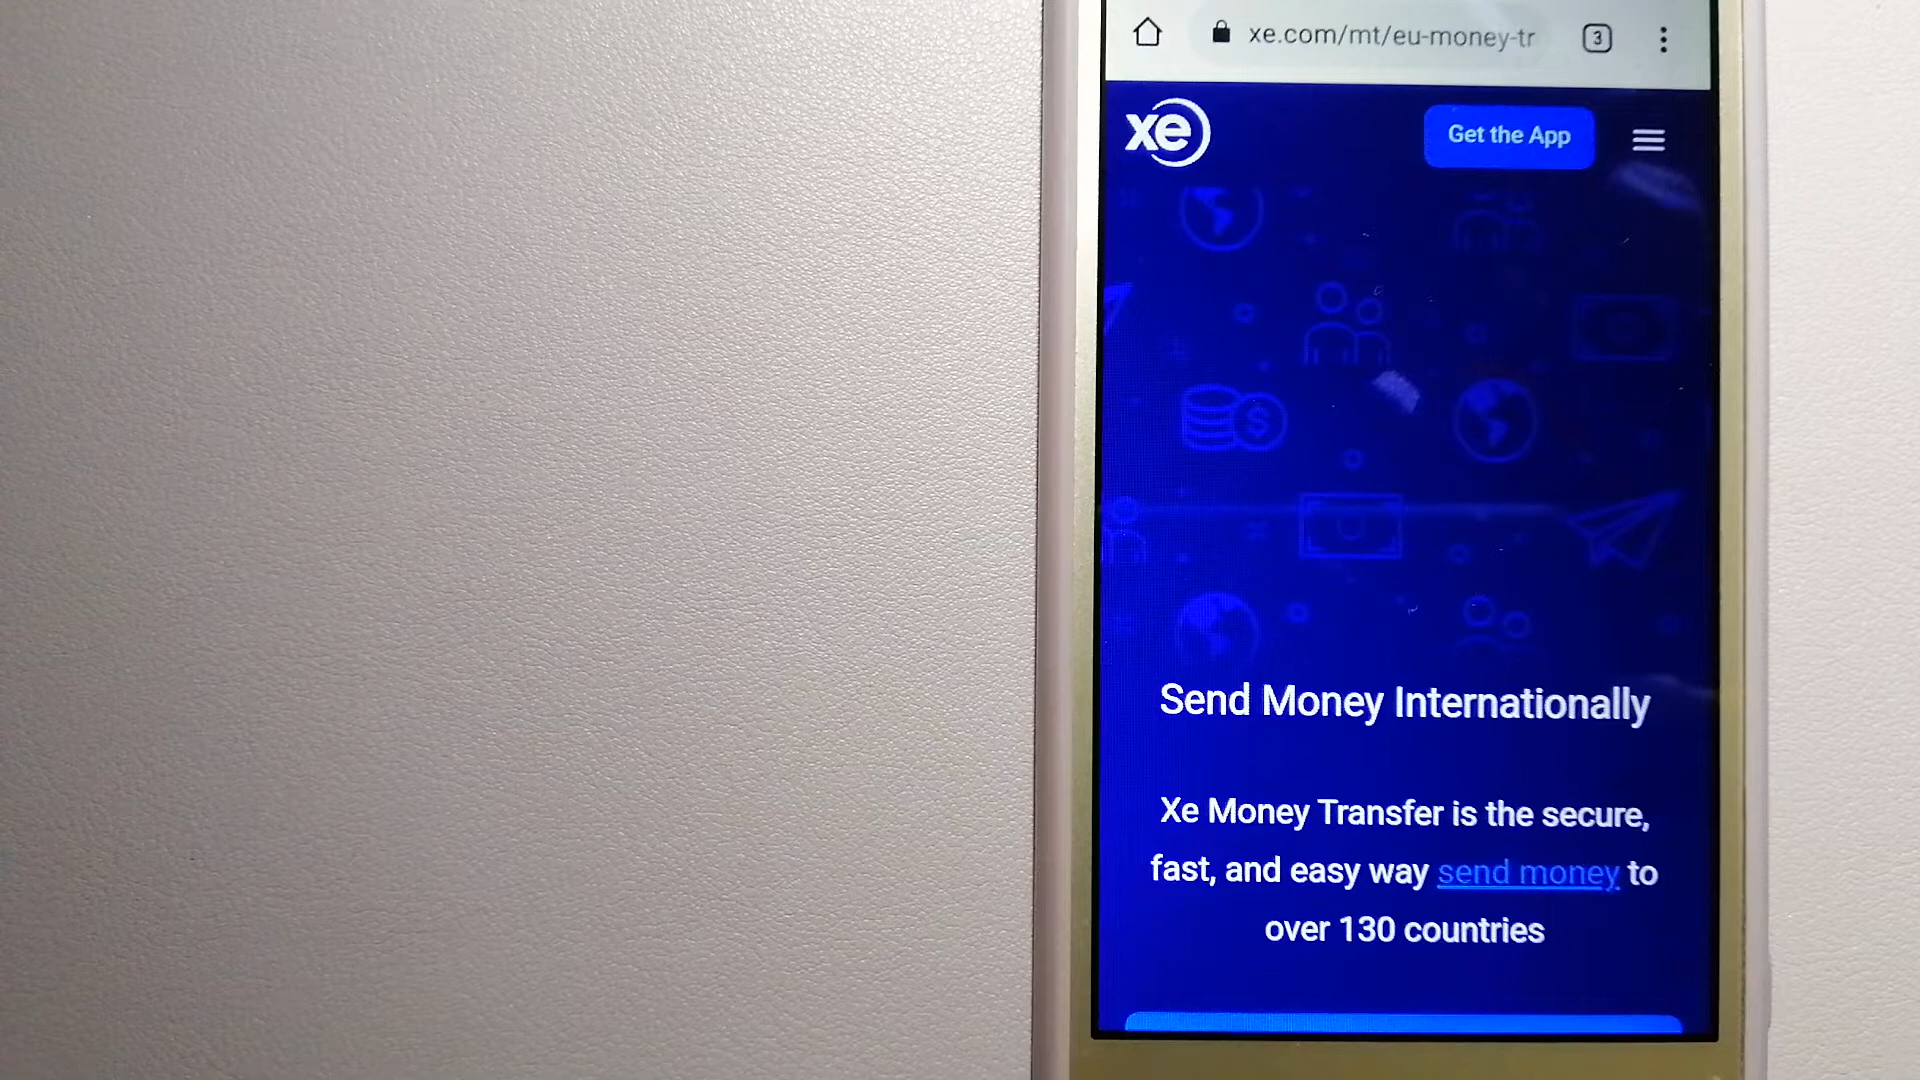 xe.com/mt/eu-money-tr
3
xe
Get the App
Send Money Internationally
Xe Money Transfer is the secure,
fast, and easy way send money to
over 130 countries